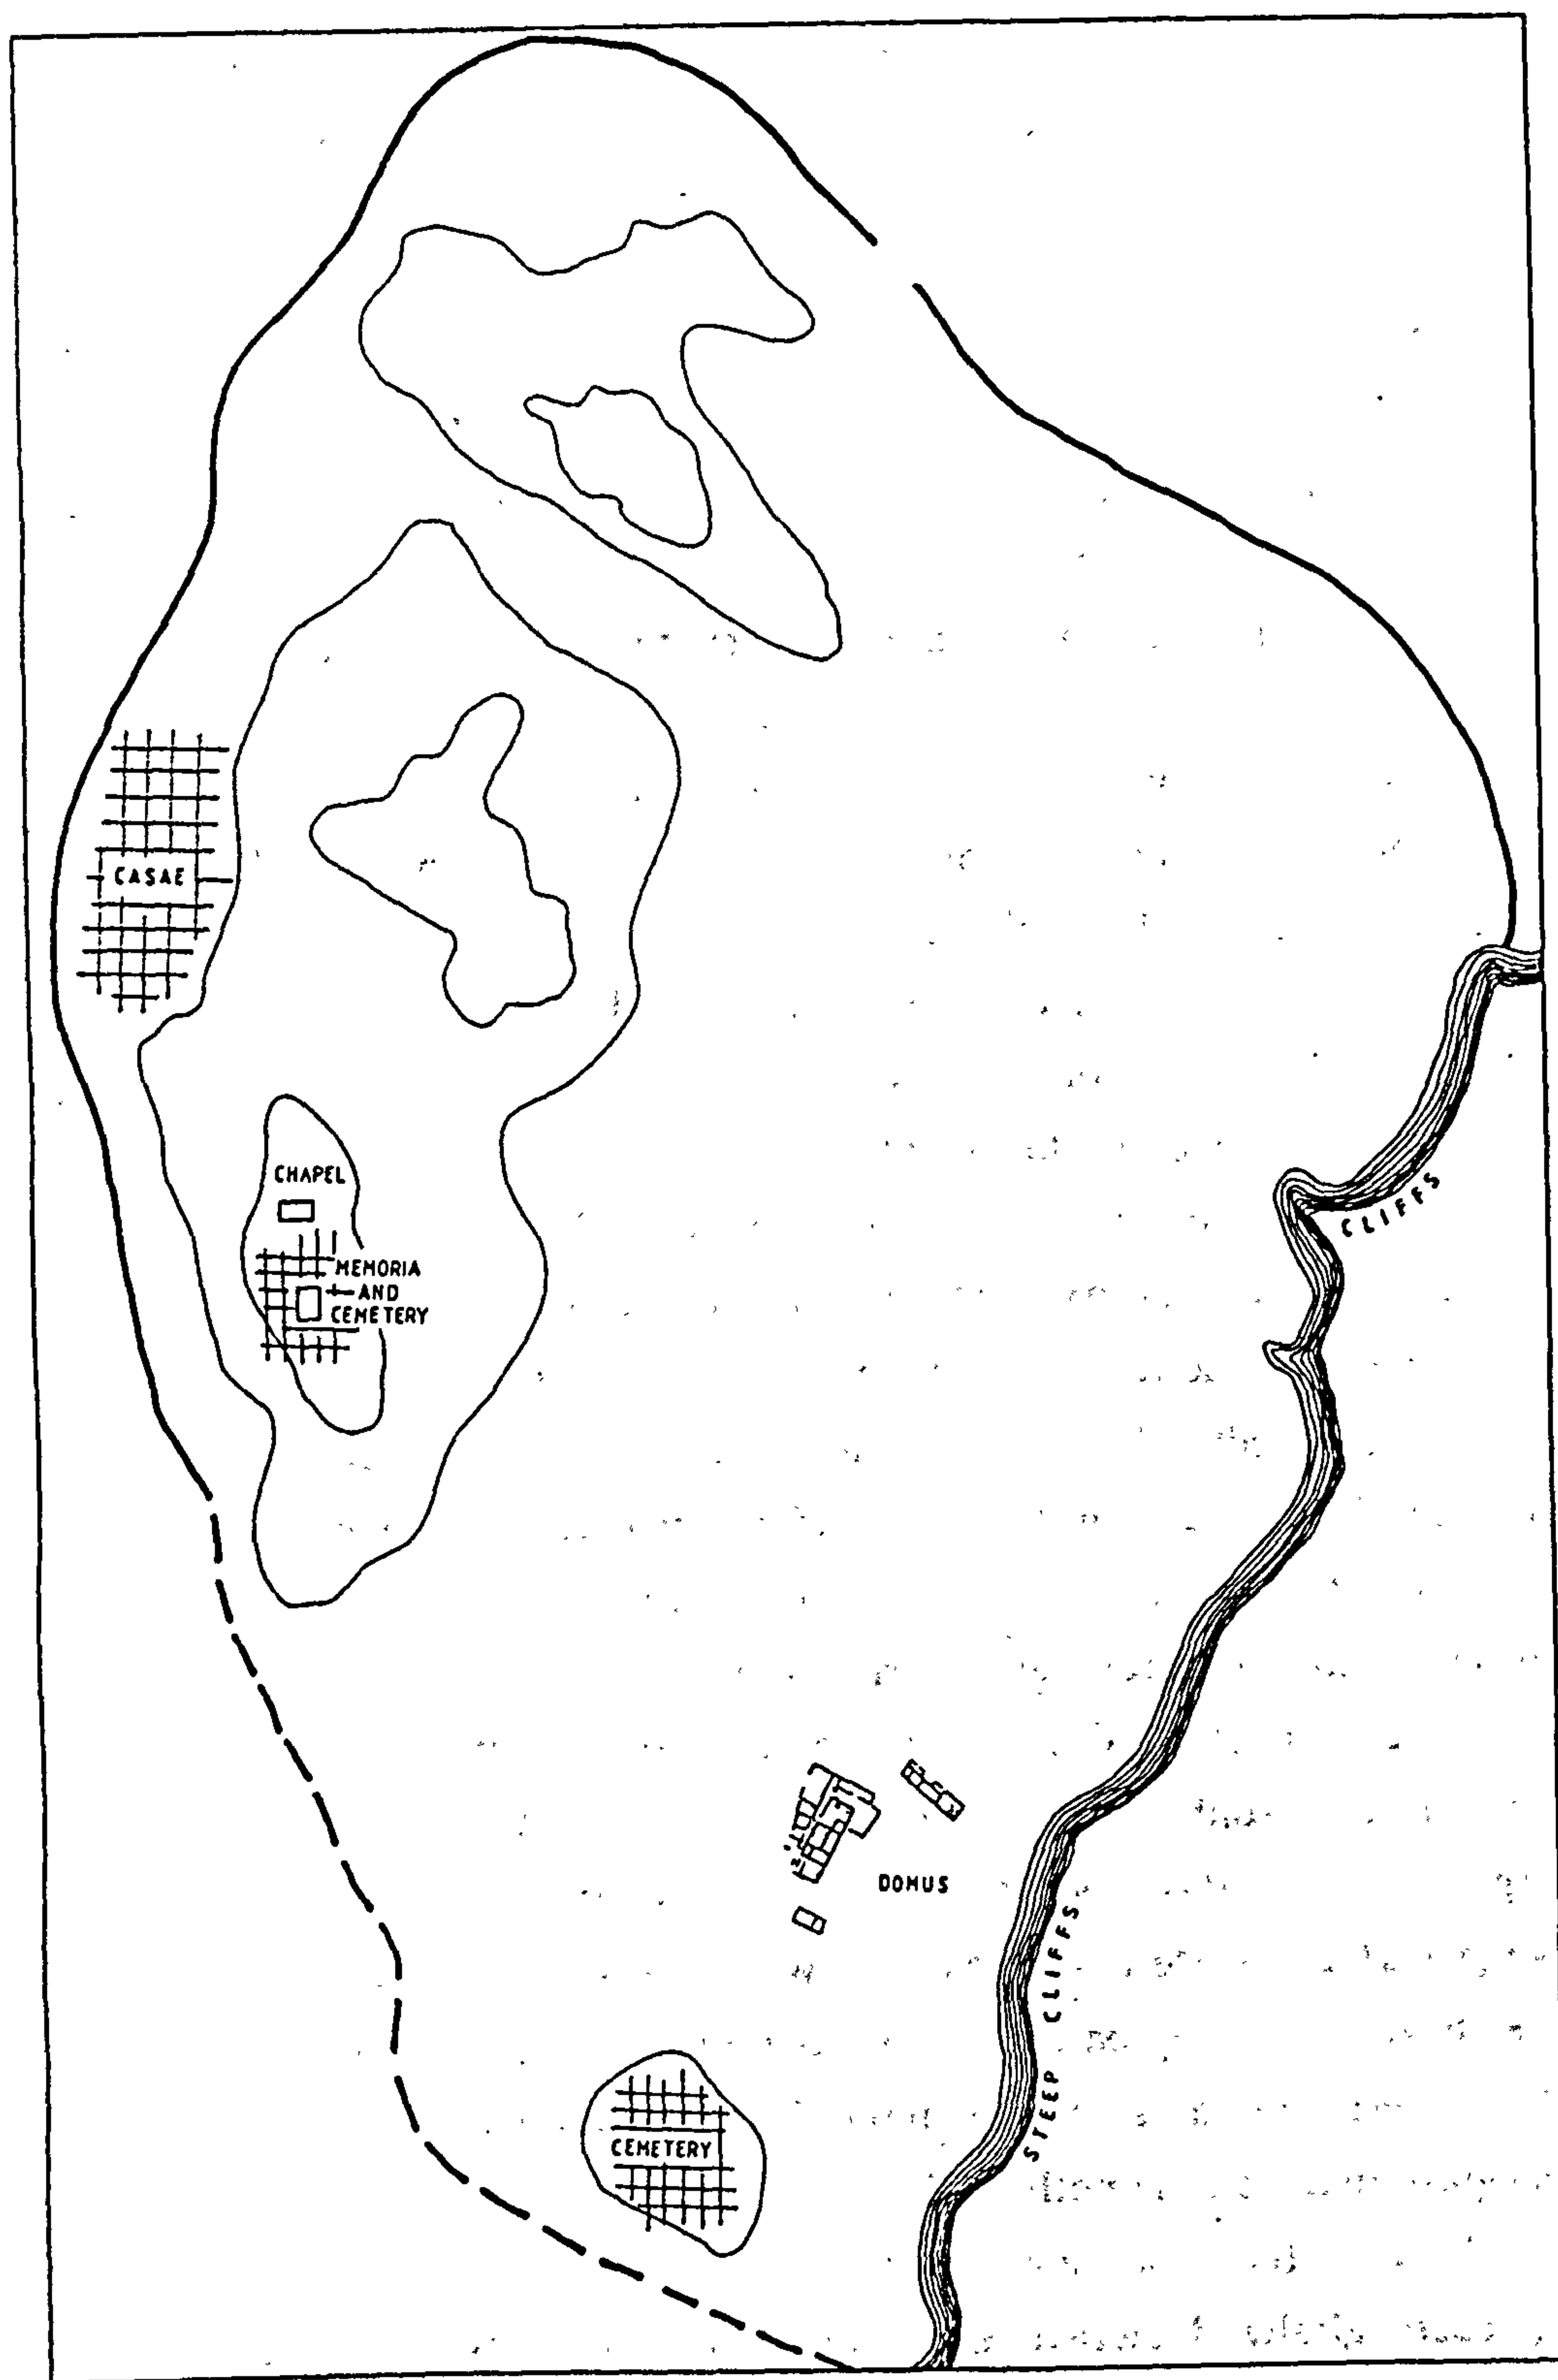 CASAE
CHAPEL
MEMORIA
AND
CEMETERY
CLIFFS
DOMUS
STEEP CLIFFS
CEMETERY